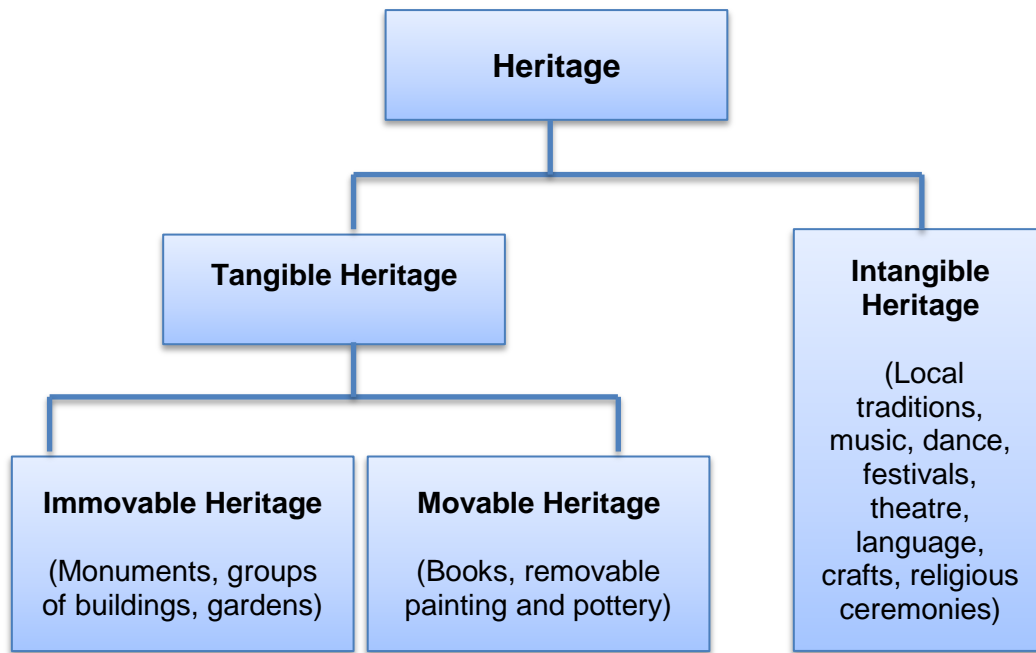 Heritage
Tangible Heritage
Intangible
Heritage
(Local
traditions,
music, dance,
festivals,
theatre,
language,
crafts, religious
ceremonies)
Immovable Heritage
(Monuments, groups
of buildings, gardens)
Movable Heritage
(Books, removable
painting and pottery)